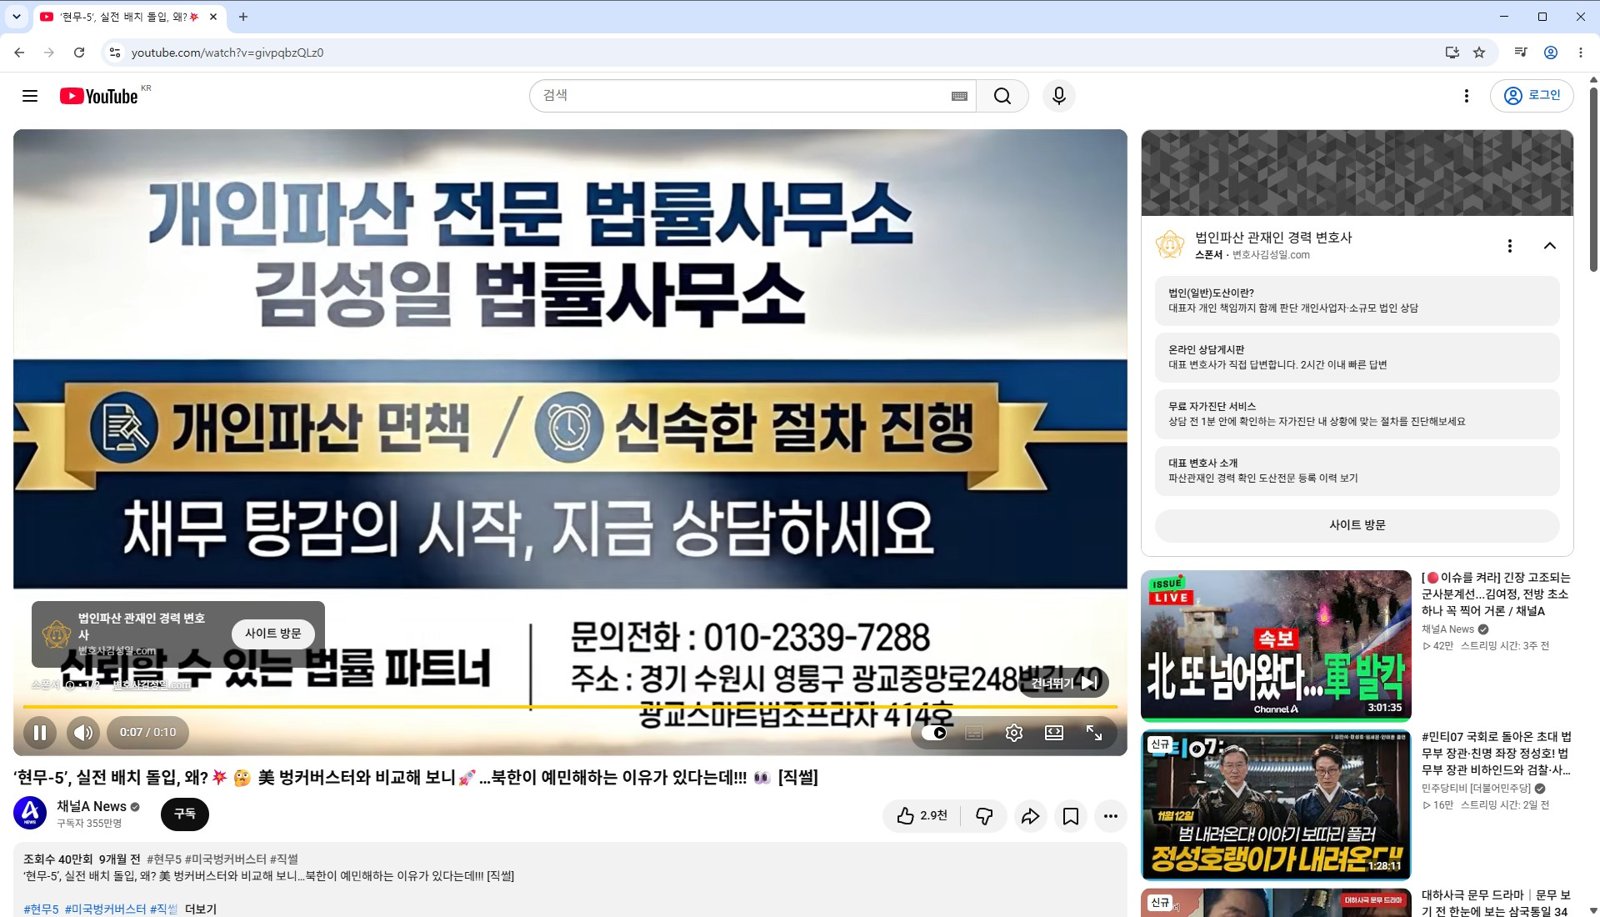 '현무-5', 실전 배치 돌입, 왜?💥
youtube.com/watch?v=givpqbzQLz0
YouTube KR
검색
로그인
개인파산 전문 법률사무소
김성일 법률사무소
개인파산 면책 / 신속한 절차 진행
채무 탕감의 시작, 지금 상담하세요
법인파산 관재인 경력 변호
사
변호사김성일.com
사이트 방문
신뢰할 수 있는 법률 파트너
문의전화 : 010-2339-7288
주소 : 경기 수원시 영통구 광교중앙로248번길 40
광교스마트법조프라자 414호
스폰서 · 1/2 변호사김성일.com
건너뛰기
0:07 / 0:10
'현무-5', 실전 배치 돌입, 왜?💥 🤔 美 벙커버스터와 비교해 보니🚀...북한이 예민해하는 이유가 있다는데!!! 👀 [직썰]
채널A News
구독자 355만명
구독
2.9천
조회수 40만회 9개월 전 #현무5 #미국벙커버스터 #직썰
'현무-5', 실전 배치 돌입, 왜? 美 벙커버스터와 비교해 보니...북한이 예민해하는 이유가 있다는데!!! [직썰]
#현무5 #미국벙커버스터 #직썰 더보기
법인파산 관재인 경력 변호사
스폰서 · 변호사김성일.com
법인(일반)도산이란?
대표자 개인 책임까지 함께 판단 개인사업자·소규모 법인 상담
온라인 상담게시판
대표 변호사가 직접 답변합니다. 2시간 이내 빠른 답변
무료 자가진단 서비스
상담 전 1분 안에 확인하는 자가진단 내 상황에 맞는 절차를 진단해보세요
대표 변호사 소개
파산관재인 경력 확인 도산전문 등록 이력 보기
사이트 방문
ISSUE
LIVE
속보
北 또 넘어왔다...軍 발칵
Channel A
3:01:35
[🔴이슈를 켜라] 긴장 고조되는
군사분계선...김여정, 전방 초소
하나 꼭 찍어 거론 / 채널A
채널A News
42만 스트리밍 시간: 3주 전
신규
티07:
11월 12일
범 내려온다! 이야기 보따리 풀러
정성호랭이가 내려온다!
1:28:11
#민티07 국회로 돌아온 초대 법
무부 장관·친명 좌장 정성호! 법
무부 장관 비하인드와 검찰·사...
민주당티비 [더불어민주당]
16만 스트리밍 시간: 2일 전
신규
대하사극 문무 드라마
대하사극 문무 드라마｜문무 보
기 전 한눈에 보는 삼국통일 34